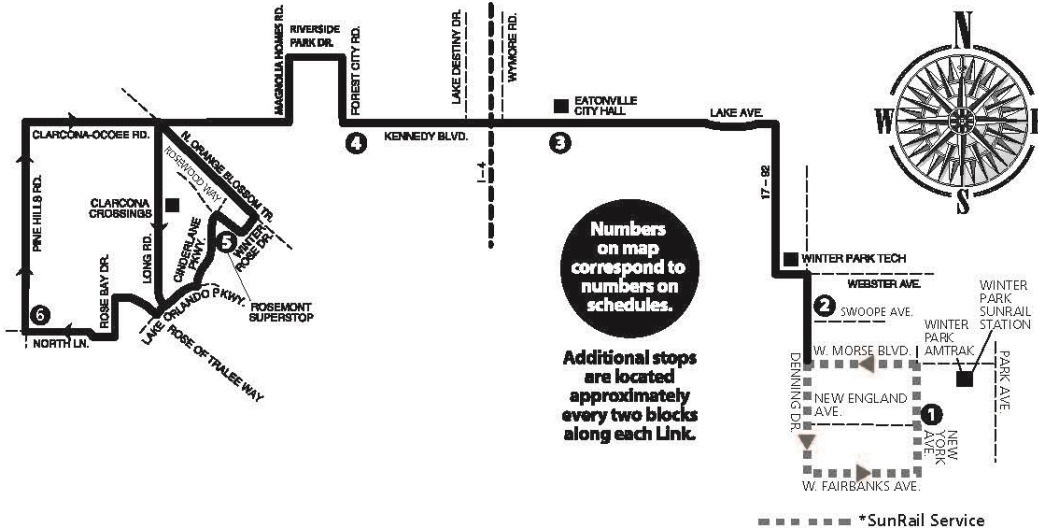 MAGNOLIA HOMES RD.
RIVERSIDE
PARK DR.
FOREST CITY RD.
LAKE DESTINY DR.
WYMORE RD.
N
W
E
S
EATONVILLE
CITY HALL
LAKE AVE.
CLARCONA-OCOEE RD.
N. ORANGE BLOSSOM TR.
4
KENNEDY BLVD.
3
I-4
17-92
ROSEWOOD WAY
PINE HILLS RD.
CLARCONA
CROSSINGS
LONG RD.
CINDERLANE
PKWY.
5
WINTER
ROSE DR.
Numbers
on map
correspond to
numbers on
schedules.
WINTER PARK TECH
WEBSTER AVE.
ROSE BAY DR.
LAKE ORLANDO PKWY.
ROSEMONT
SUPERSTOP
6
NORTH LN.
ROSE OF TRALEE WAY
2
SWOOPE AVE.
WINTER
PARK
SUNRAIL
STATION
WINTER
PARK
AMTRAK
Additional stops
are located
approximately
every two blocks
along each Link.
W. MORSE BLVD.
DENNING DR.
NEW ENGLAND
AVE.
1
NEW
YORK
AVE.
PARK AVE.
W. FAIRBANKS AVE.
*SunRail Service